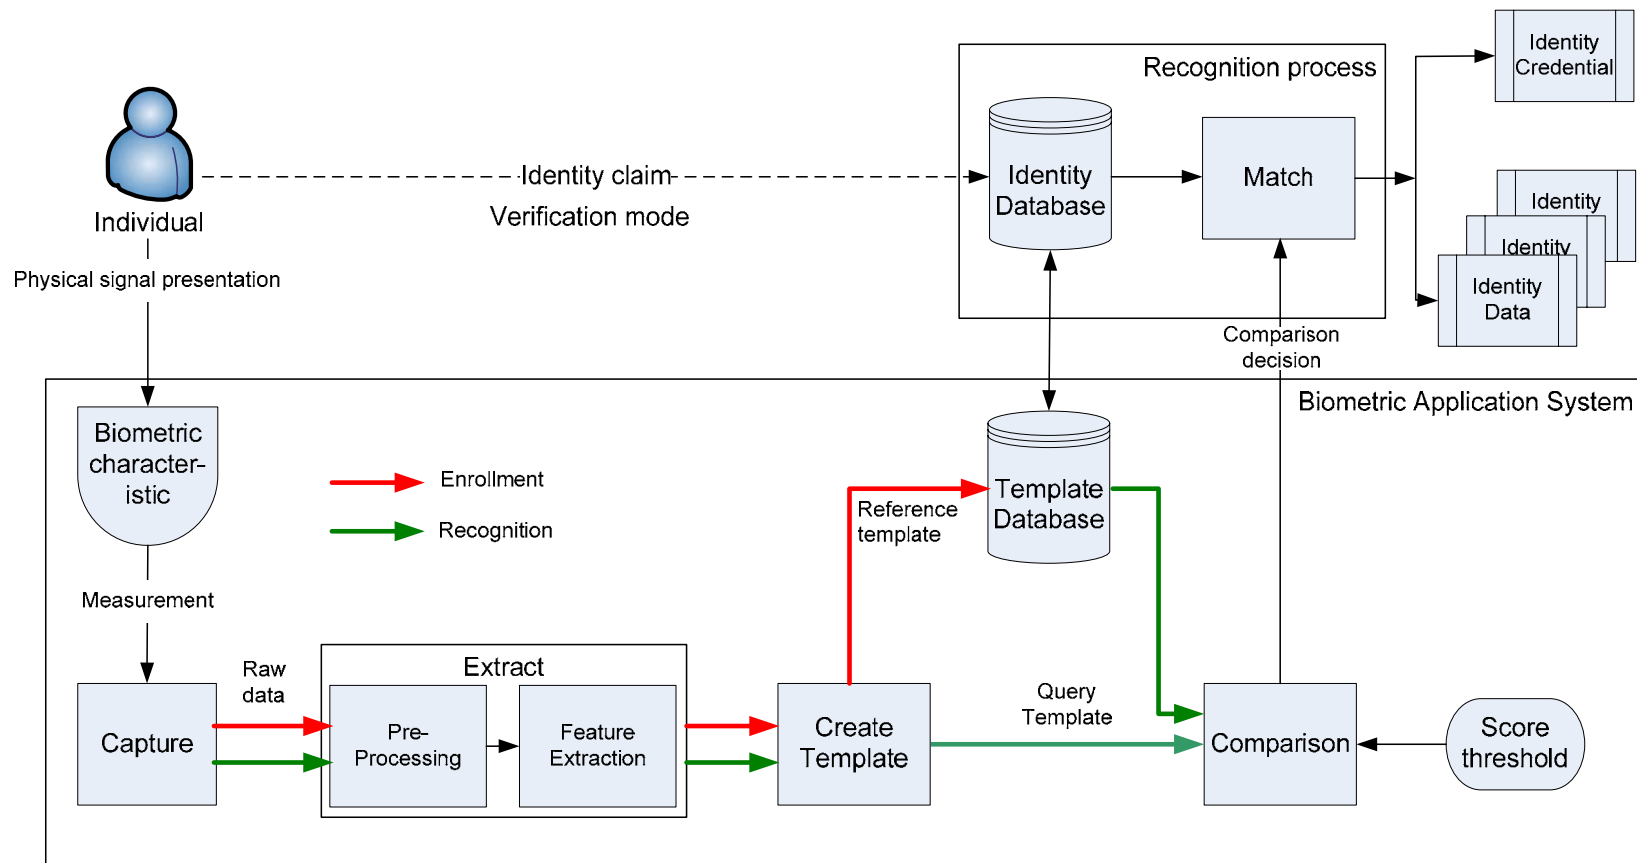 Identity
Credential
Recognition process
Identity claim
Verification mode
Individual
Identity
Database
Match
Identity
Identity
Identity
Data
Physical signal presentation
Comparison
decision
Biometric Application System
Biometric
character-
istic
Enrollment
Recognition
Reference
template
Template
Database
Measurement
Raw
data
Extract
Capture
Pre-
Processing
Feature
Extraction
Create
Template
Query
Template
Comparison
Score
threshold